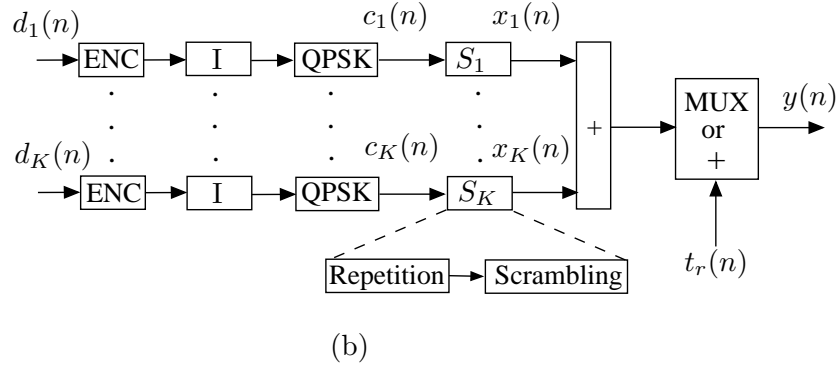 d_1(n) c_1(n) x_1(n)
ENC I QPSK S_1
MUX or +
y(n)
+
d_K(n) c_K(n) x_K(n)
ENC I QPSK S_K
t_r(n)
Repetition Scrambling
(b)